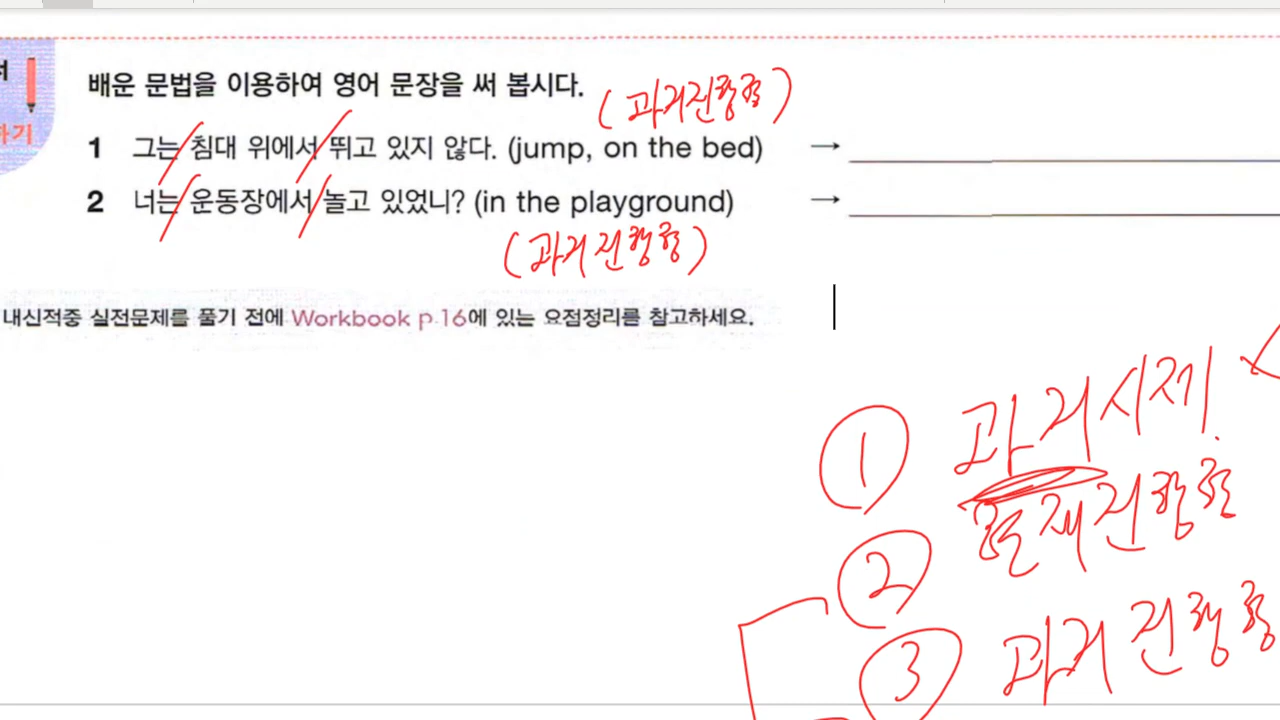 서
하기
배운 문법을 이용하여 영어 문장을 써 봅시다.
(과거진행형)
1 그는 침대 위에서 뛰고 있지 않다. (jump, on the bed) →
2 너는 운동장에서 놀고 있었니? (in the playground) →
(과거진행형)
내신적중 실전문제를 풀기 전에 Workbook p.16에 있는 요점정리를 참고하세요.
① 과거시제
② 현재진행형
③ 과거진행형